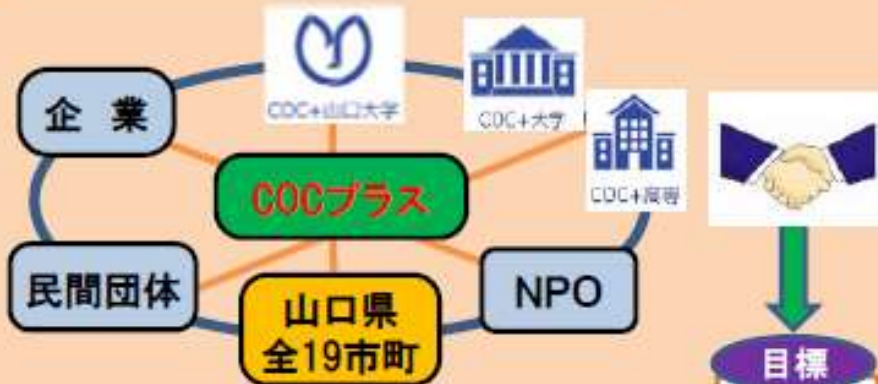 企 業
COC+山口大学
COC+大学
COC+高専
COCプラス
民間団体
山口県
全19市町
NPO
目標